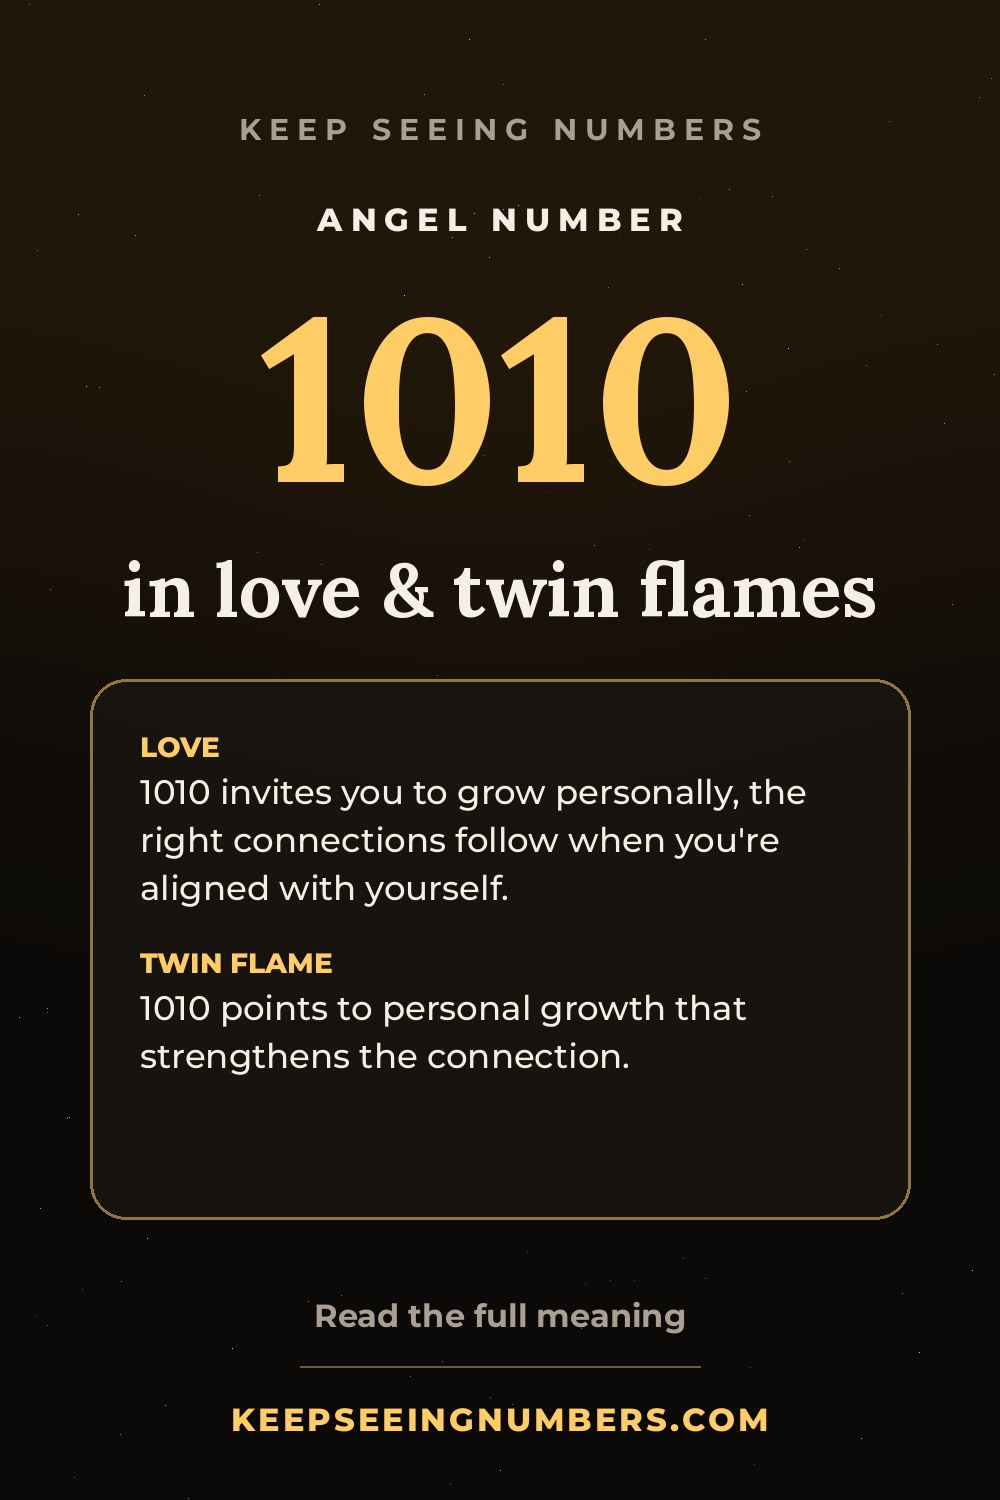 KEEP SEEING NUMBERS
ANGEL NUMBER
1010
in love & twin flames
LOVE
1010 invites you to grow personally, the
right connections follow when you're
aligned with yourself.
TWIN FLAME
1010 points to personal growth that
strengthens the connection.
Read the full meaning
KEEPSEEINGNUMBERS.COM